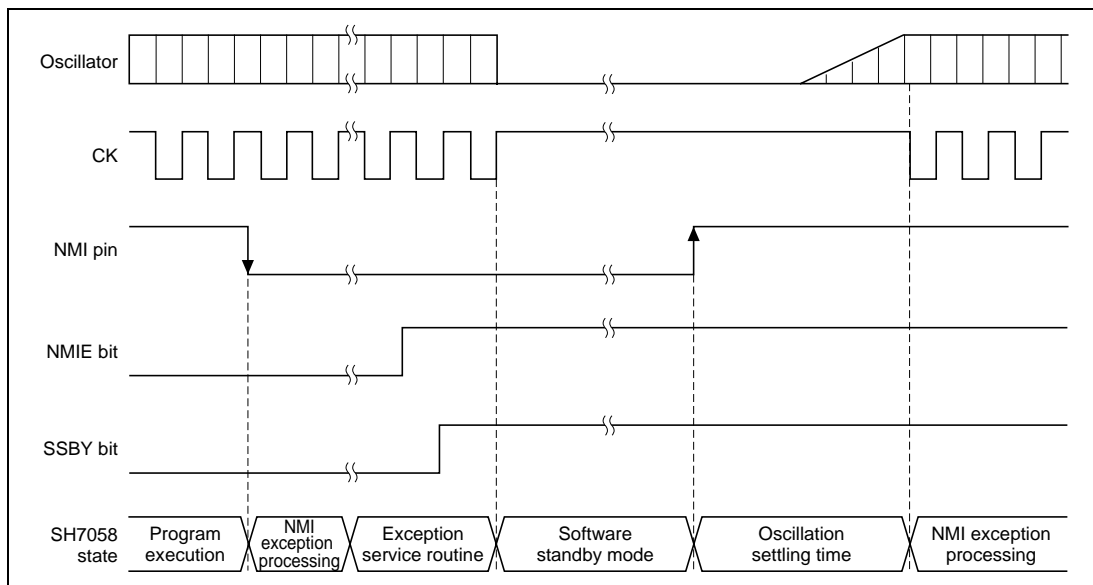 Oscillator
CK
NMI pin
NMIE bit
SSBY bit
SH7058
state
Program
execution
NMI
exception
processing
Exception
service routine
Software
standby mode
Oscillation
settling time
NMI exception
processing